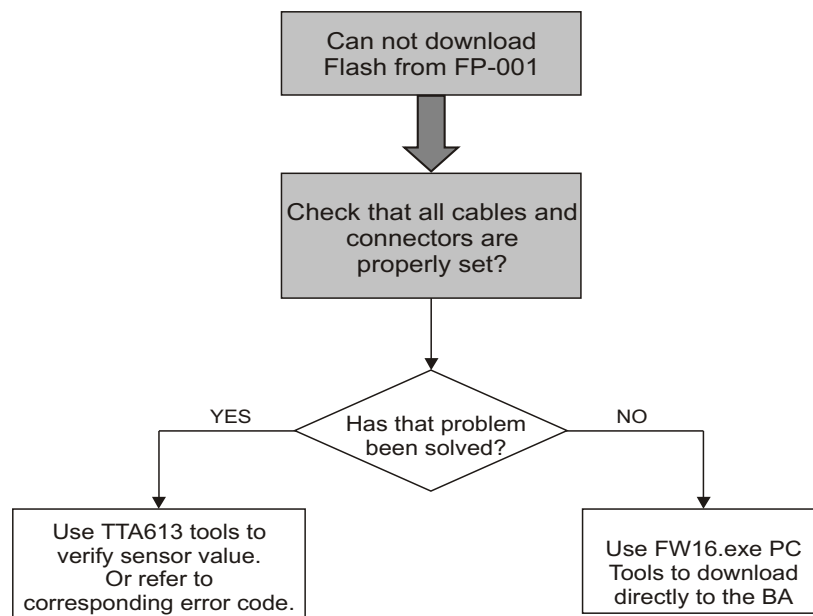 Can not download
Flash from FP-001
Check that all cables and
connectors are
properly set?
YES
Has that problem
been solved?
NO
Use TTA613 tools to
verify sensor value.
Or refer to
corresponding error code.
Use FW16.exe PC
Tools to download
directly to the BA